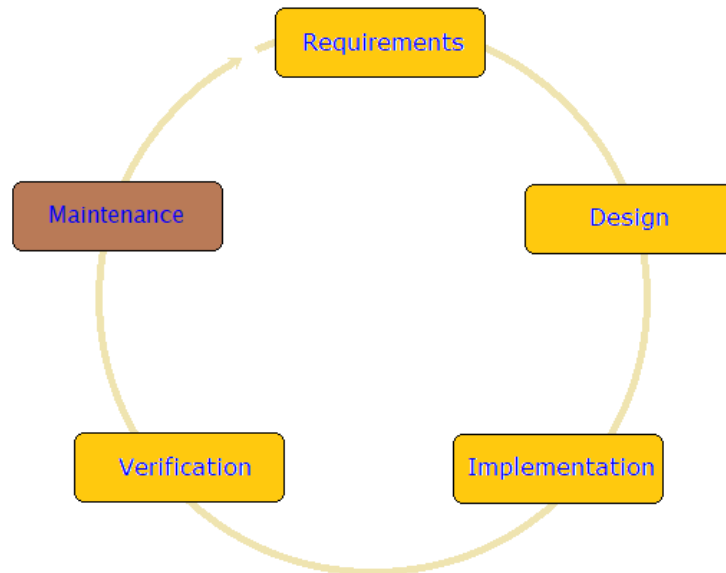 Requirements
Design
Implementation
Verification
Maintenance